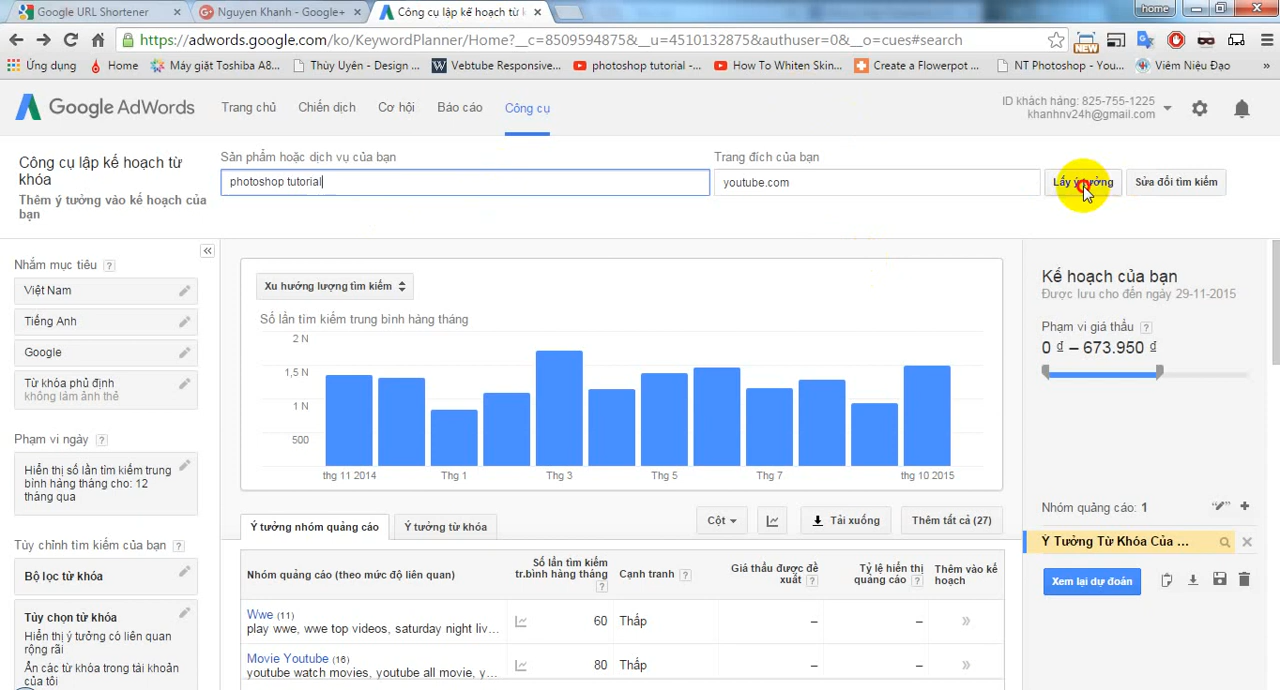 Google URL Shortener
Nguyen Khanh - Google+
Công cụ lập kế hoạch từ k
home
https://adwords.google.com/ko/KeywordPlanner/Home?__c=8509594875&__u=4510132875&authuser=0&__o=cues#search
NEW
Ứng dụng
Home
Máy giặt Toshiba A8...
Thùy Uyên - Design ...
Vebtube Responsive...
photoshop tutorial -...
How To Whiten Skin...
Create a Flowerpot ...
NT Photoshop - You...
Viêm Niệu Đạo
»
Google AdWords
Trang chủ
Chiến dịch
Cơ hội
Báo cáo
Công cụ
ID khách hàng: 825-755-1225
khanhnv24h@gmail.com
Công cụ lập kế hoạch từ
khóa
Thêm ý tưởng vào kế hoạch của
bạn
Sản phẩm hoặc dịch vụ của bạn
photoshop tutorial
Trang đích của bạn
youtube.com
Lấy ý tưởng
Sửa đổi tìm kiếm
«
Nhắm mục tiêu ?
Việt Nam
Tiếng Anh
Google
Từ khóa phủ định
không làm ảnh thẻ
Phạm vi ngày ?
Hiển thị số lần tìm kiếm trung
bình hàng tháng cho: 12
tháng qua
Tùy chỉnh tìm kiếm của bạn ?
Bộ lọc từ khóa
Tùy chọn từ khóa
Hiển thị ý tưởng có liên quan
rộng rãi
Ẩn các từ khóa trong tài khoản
của tôi
Xu hướng lượng tìm kiếm
Số lần tìm kiếm trung bình hàng tháng
2 N
1,5 N
1 N
500
thg 11 2014
Thg 1
Thg 3
Thg 5
Thg 7
thg 10 2015
Ý tưởng nhóm quảng cáo
Ý tưởng từ khóa
Cột
Tải xuống
Thêm tất cả (27)
Nhóm quảng cáo (theo mức độ liên quan)
Số lần tìm kiếm
tr.bình hàng tháng
?
Cạnh tranh ?
Giá thầu được đề
xuất ?
Tỷ lệ hiển thị
quảng cáo ?
Thêm vào kế
hoạch
Wwe (11)
play wwe, wwe top videos, saturday night liv...
60
Thấp
–
–
»
Movie Youtube (16)
youtube watch movies, youtube all movie, y...
80
Thấp
–
–
»
Kế hoạch của bạn
Được lưu cho đến ngày 29-11-2015
Phạm vi giá thầu ?
0 ₫ – 673.950 ₫
Nhóm quảng cáo: 1
Ý Tưởng Từ Khóa Của ...
Xem lại dự đoán